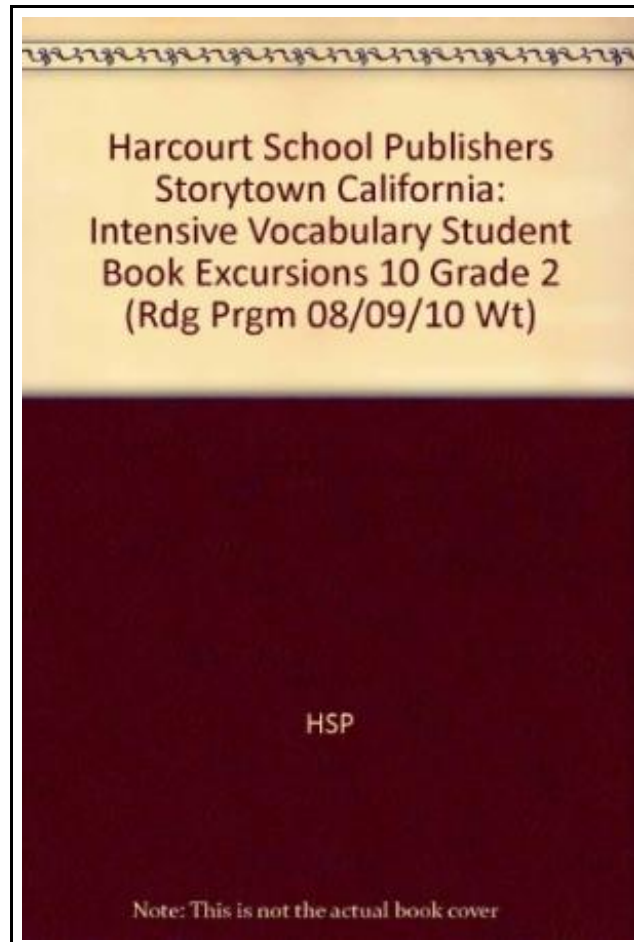 Harcourt School Publishers
Storytown California:
Intensive Vocabulary Student
Book Excursions 10 Grade 2
(Rdg Prgm 08/09/10 Wt)
HSP
Note: This is not the actual book cover